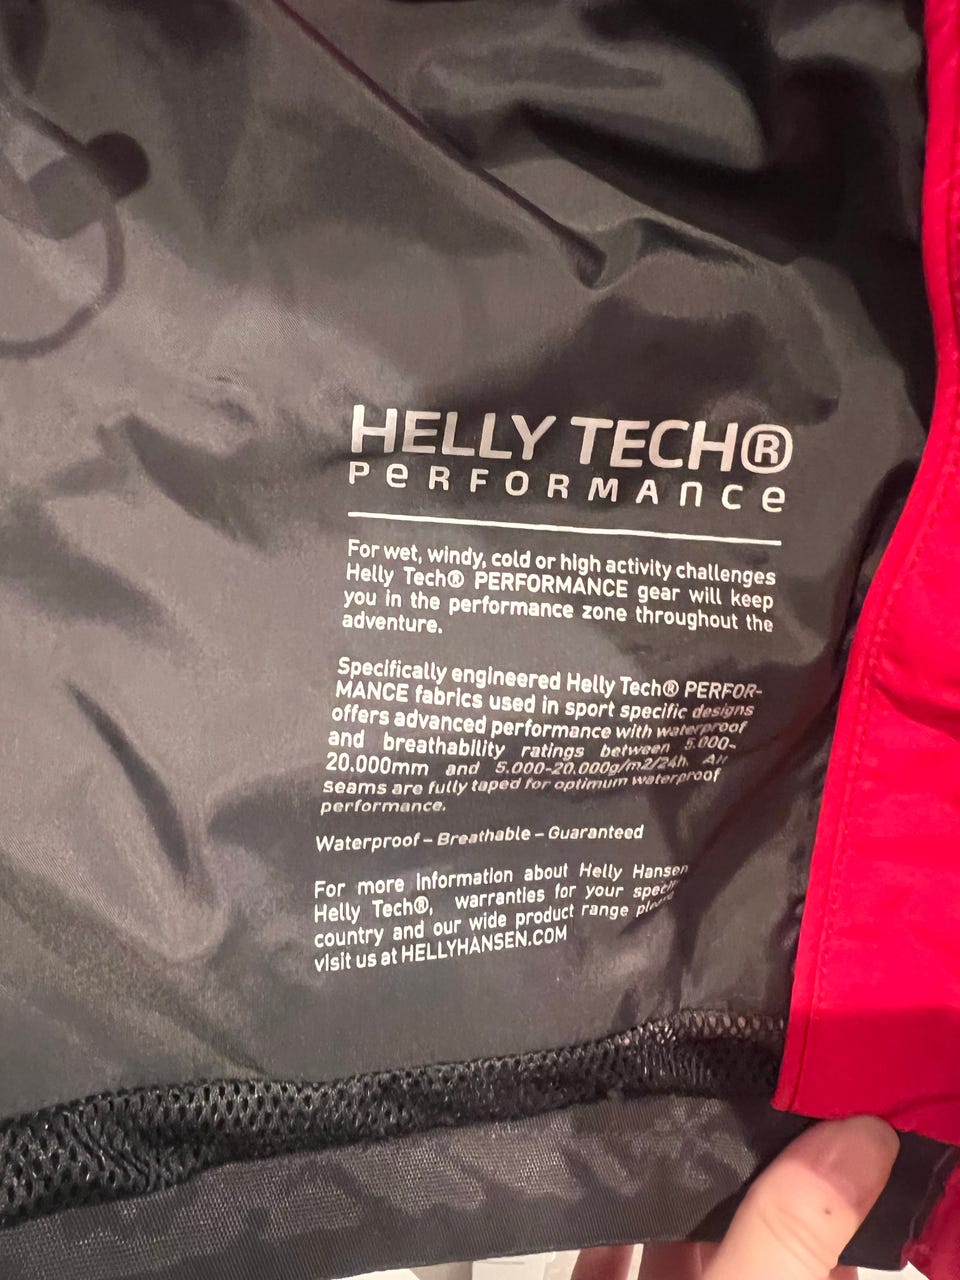 HELLY TECH®
PeRFORMAnce
For wet, windy, cold or high activity challenges
Helly Tech® PERFORMANCE gear will keep
you in the performance zone throughout the
adventure.
Specifically engineered Helly Tech® PERFOR-
MANCE fabrics used in sport specific designs
offers advanced performance with waterproof
and breathability ratings between 5.000-
20.000mm and 5.000-20.000g/m2/24h. All
seams are fully taped for optimum waterproof
performance.
Waterproof – Breathable – Guaranteed
For more information about Helly Hansen
Helly Tech®, warranties for your
country and our wide product range please
visit us at HELLYHANSEN.COM